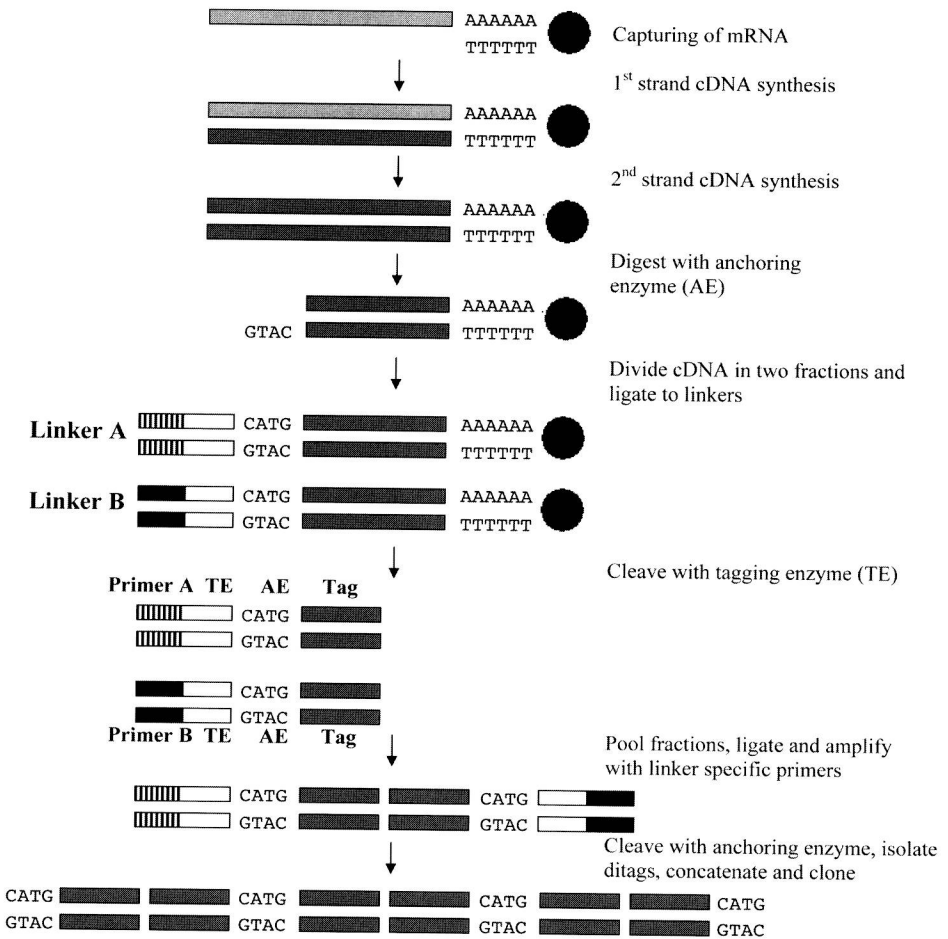 AAAAAA
TTTTTT
Capturing of mRNA
1st strand cDNA synthesis
AAAAAA
TTTTTT
2nd strand cDNA synthesis
AAAAAA
TTTTTT
Digest with anchoring
enzyme (AE)
AAAAAA
GTAC TTTTTT
Divide cDNA in two fractions and
ligate to linkers
Linker A
CATG AAAAAA
GTAC TTTTTT
Linker B
CATG AAAAAA
GTAC TTTTTT
Cleave with tagging enzyme (TE)
Primer A TE AE Tag
CATG
GTAC
CATG
GTAC
Primer B TE AE Tag
Pool fractions, ligate and amplify
with linker specific primers
CATG CATG
GTAC GTAC
Cleave with anchoring enzyme, isolate
ditags, concatenate and clone
CATG CATG CATG CATG
GTAC GTAC GTAC GTAC